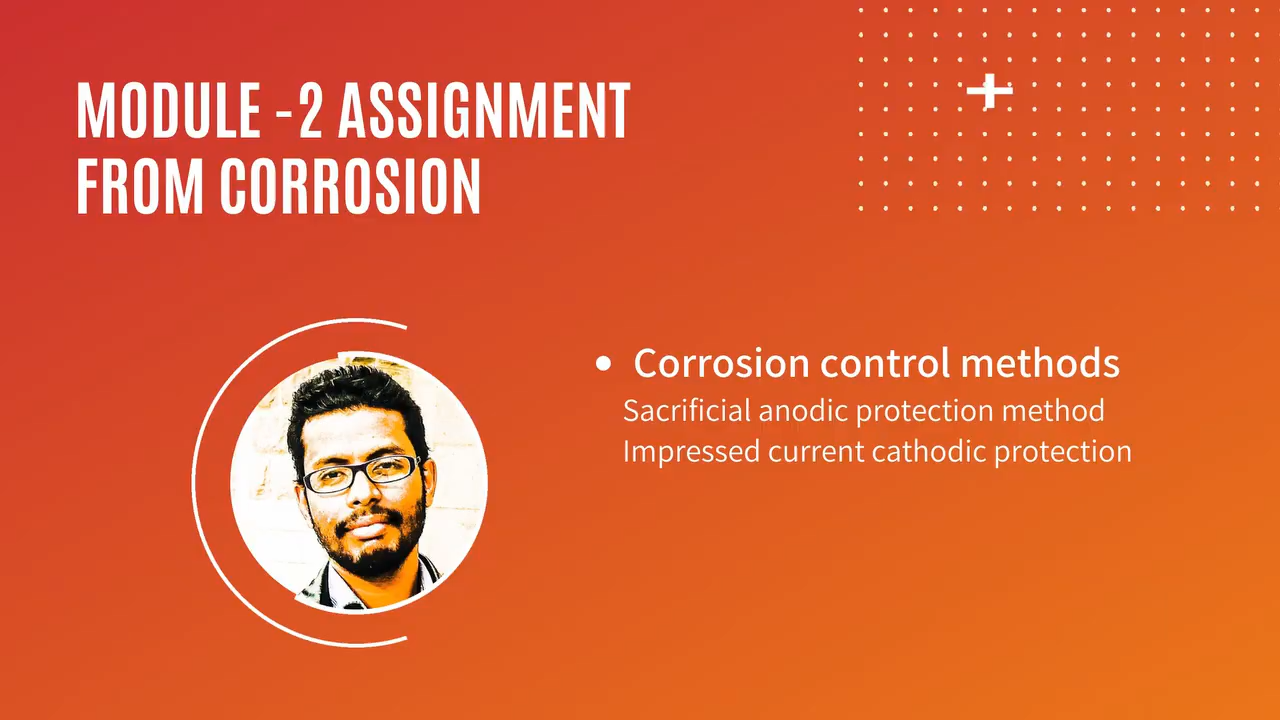 MODULE -2 ASSIGNMENT
FROM CORROSION
• Corrosion control methods
Sacrificial anodic protection method
Impressed current cathodic protection